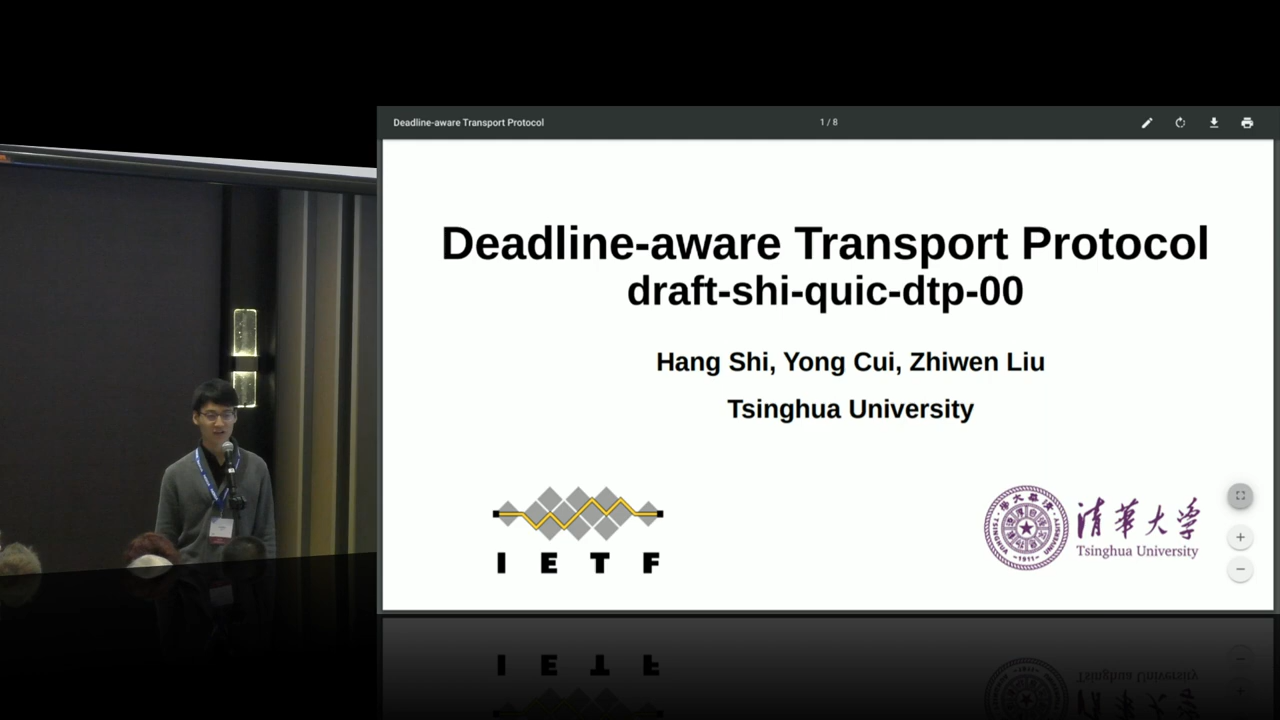 Deadline-aware Transport Protocol
1 / 8
Deadline-aware Transport Protocol
draft-shi-quic-dtp-00
Hang Shi, Yong Cui, Zhiwen Liu
Tsinghua University
I E T F
清華大學
Tsinghua University
-1911-